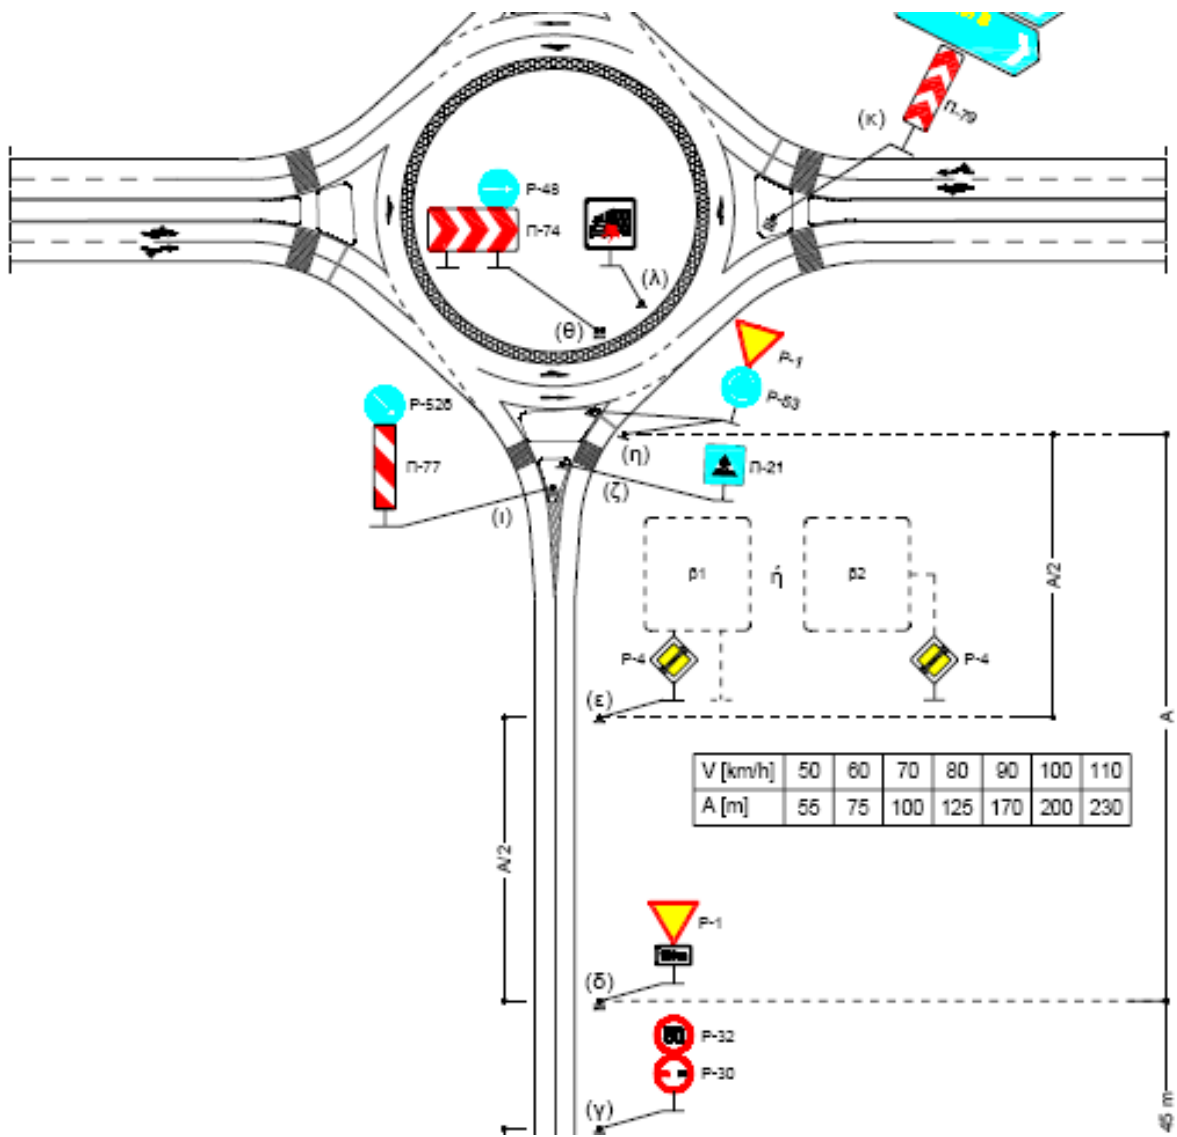 Π-79
(κ)
Ρ-48
Π-74
(λ)
(θ)
Ρ-1
Ρ-53
Ρ-52δ
Π-77
(η)
Π-21
(ζ)
(ι)
β1 ή β2
A/2
Ρ-4 Ρ-4
(ε)
A
V [km/h] 50 60 70 80 90 100 110
A [m] 55 75 100 125 170 200 230
A/2
Ρ-1
(δ)
50 Ρ-32
Ρ-30
(γ)
45 m